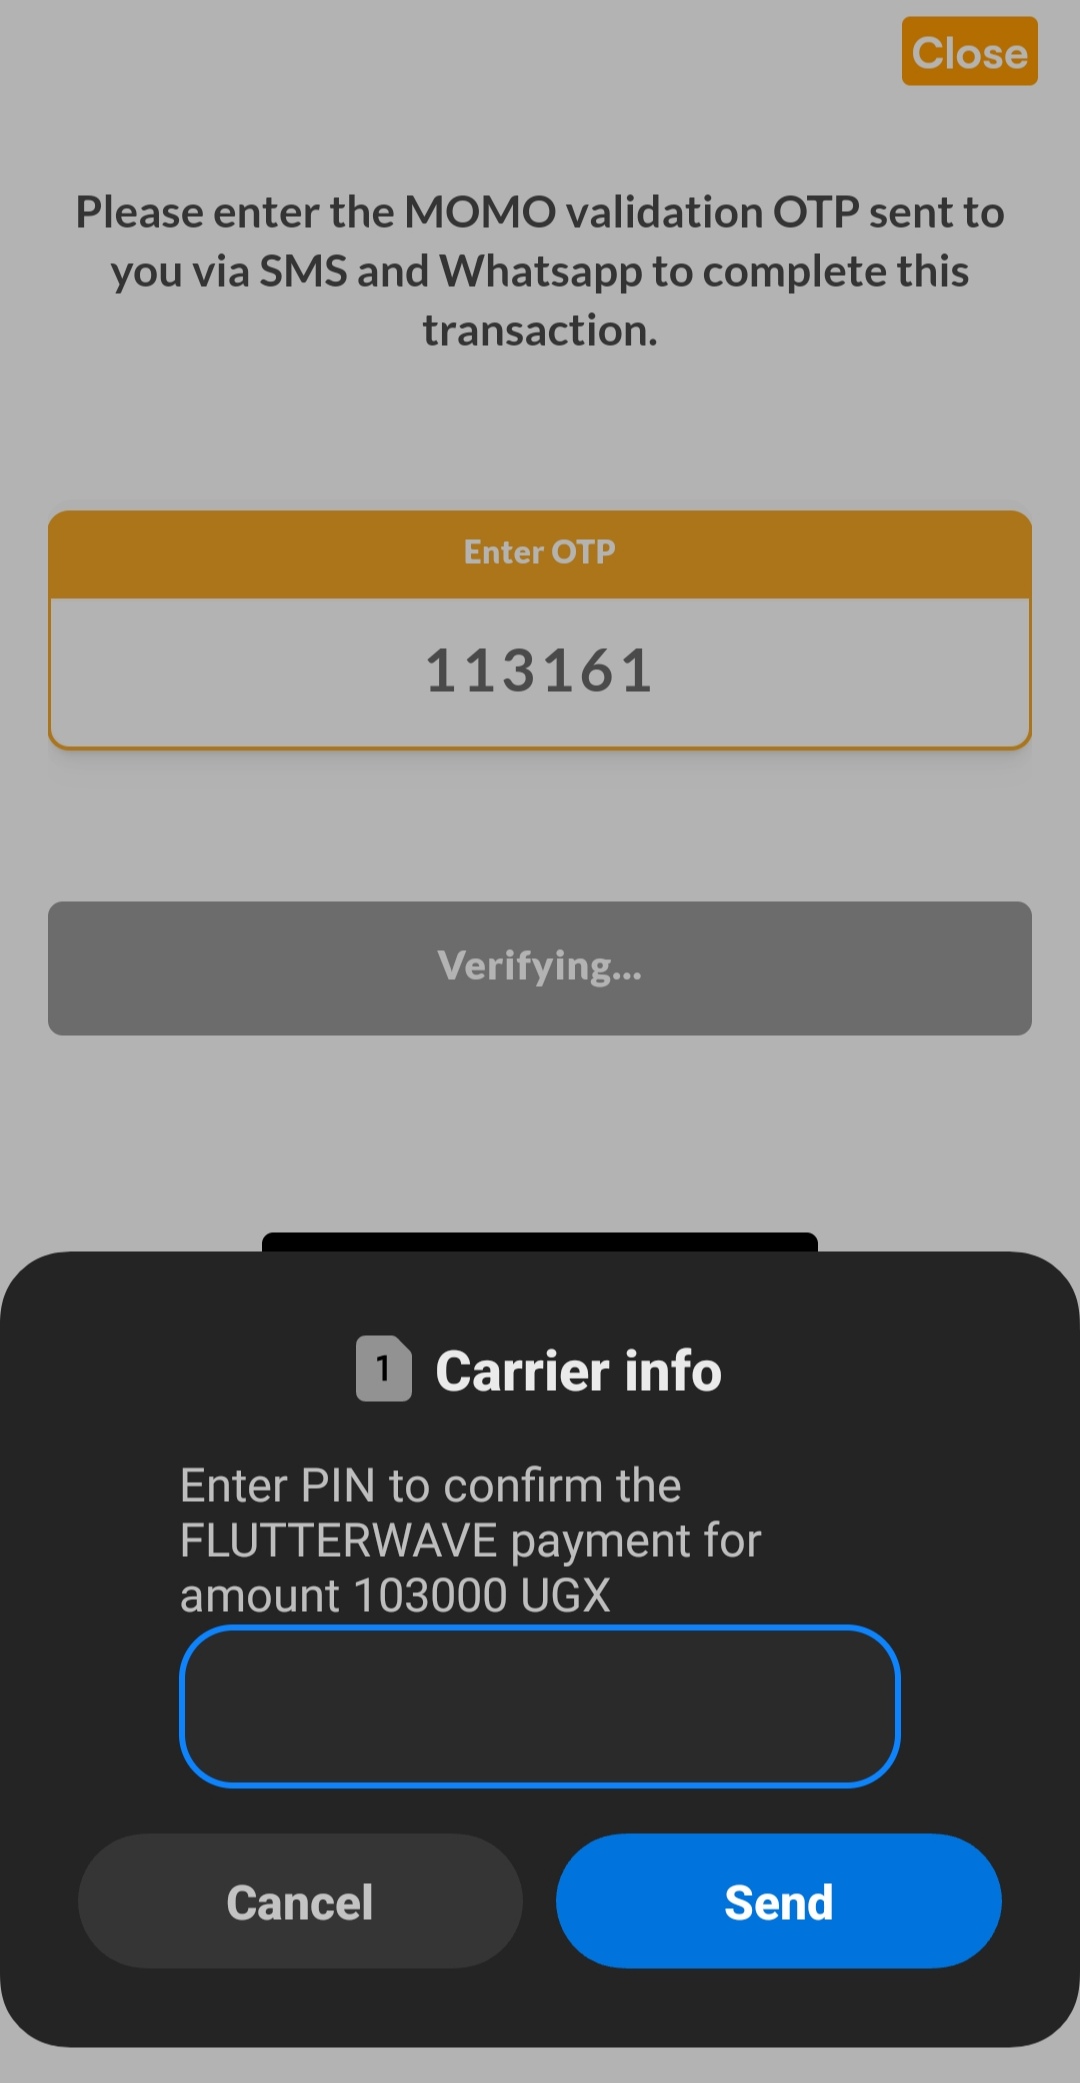 Close
Please enter the MOMO validation OTP sent to
you via SMS and Whatsapp to complete this
transaction.
Enter OTP
113161
Verifying...
1 Carrier info
Enter PIN to confirm the
FLUTTERWAVE payment for
amount 103000 UGX
Cancel
Send